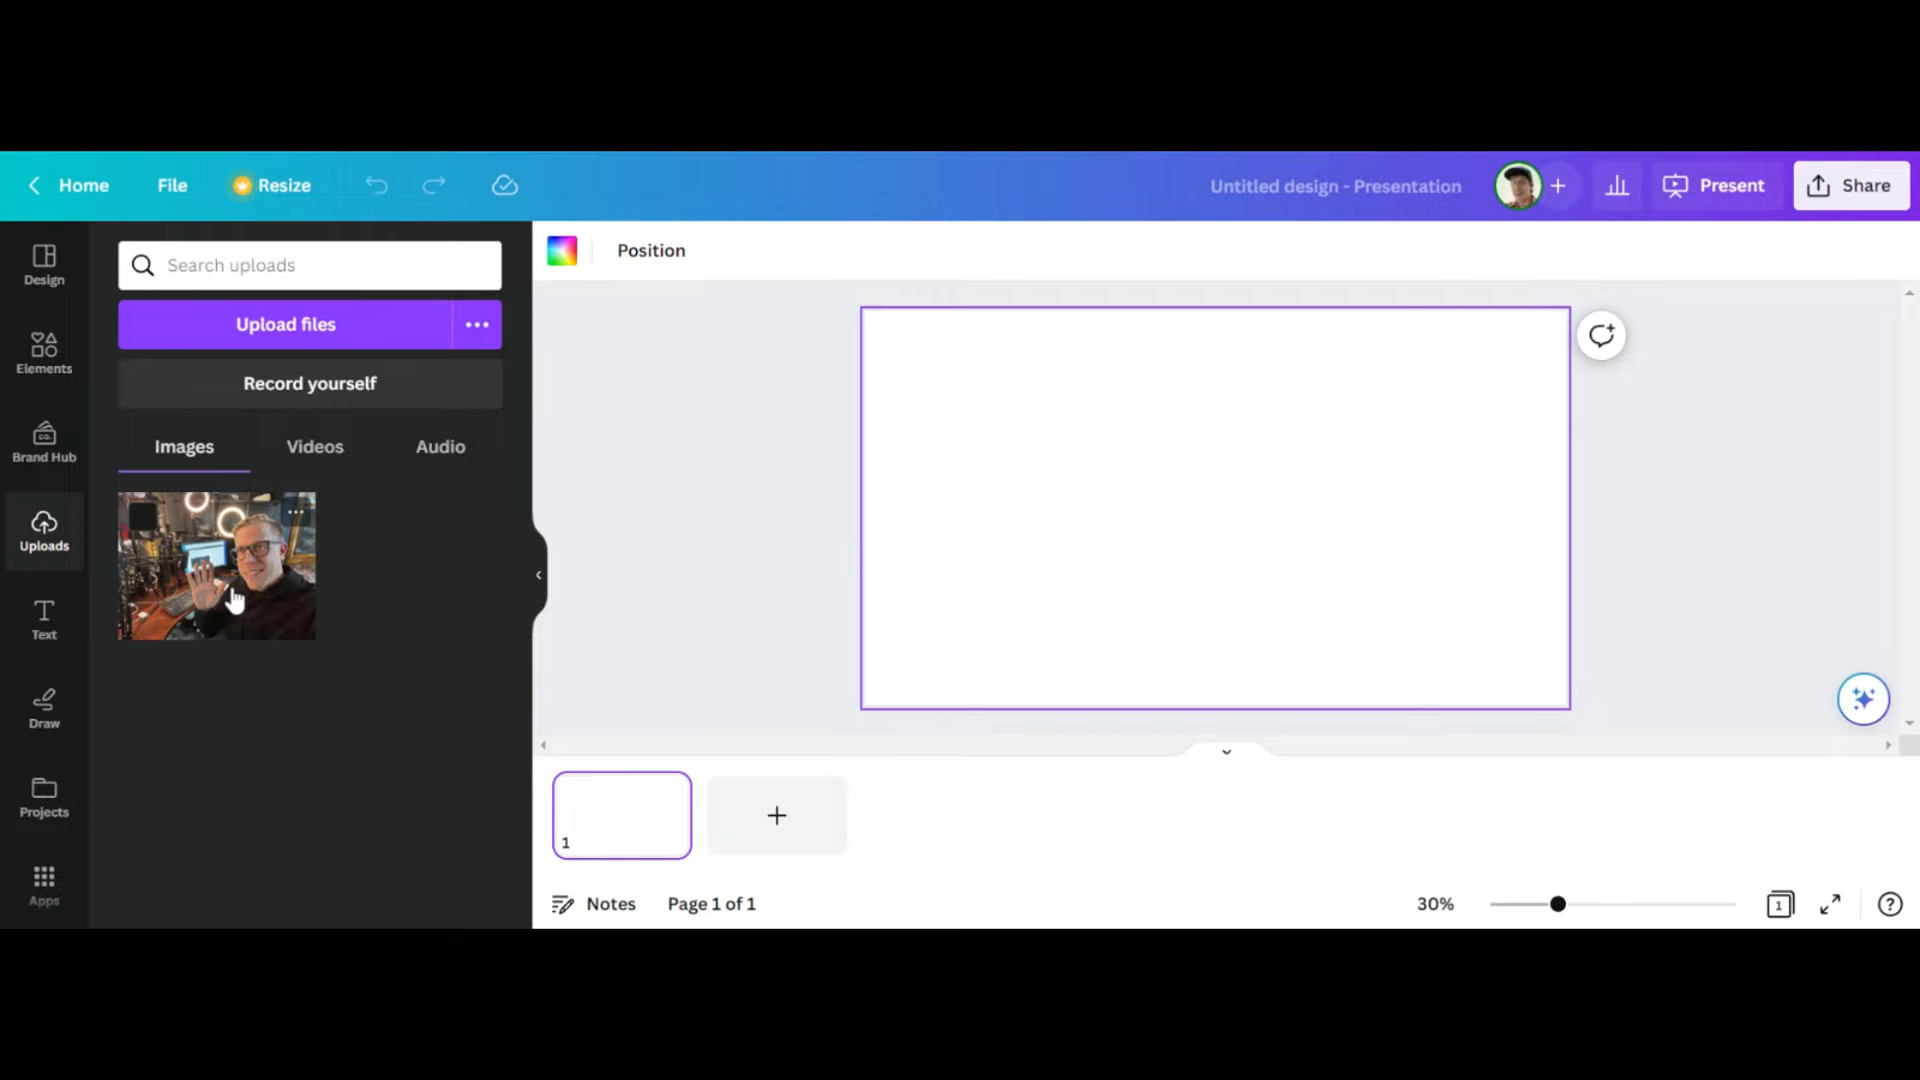 Home File Resize Untitled design - Presentation + Present Share
Design
Elements
Brand Hub
CO.
Uploads
Text
Draw
Projects
Apps
Search uploads
Upload files
Record yourself
Images Videos Audio
Position
1
+
Notes Page 1 of 1 30% 1 ?